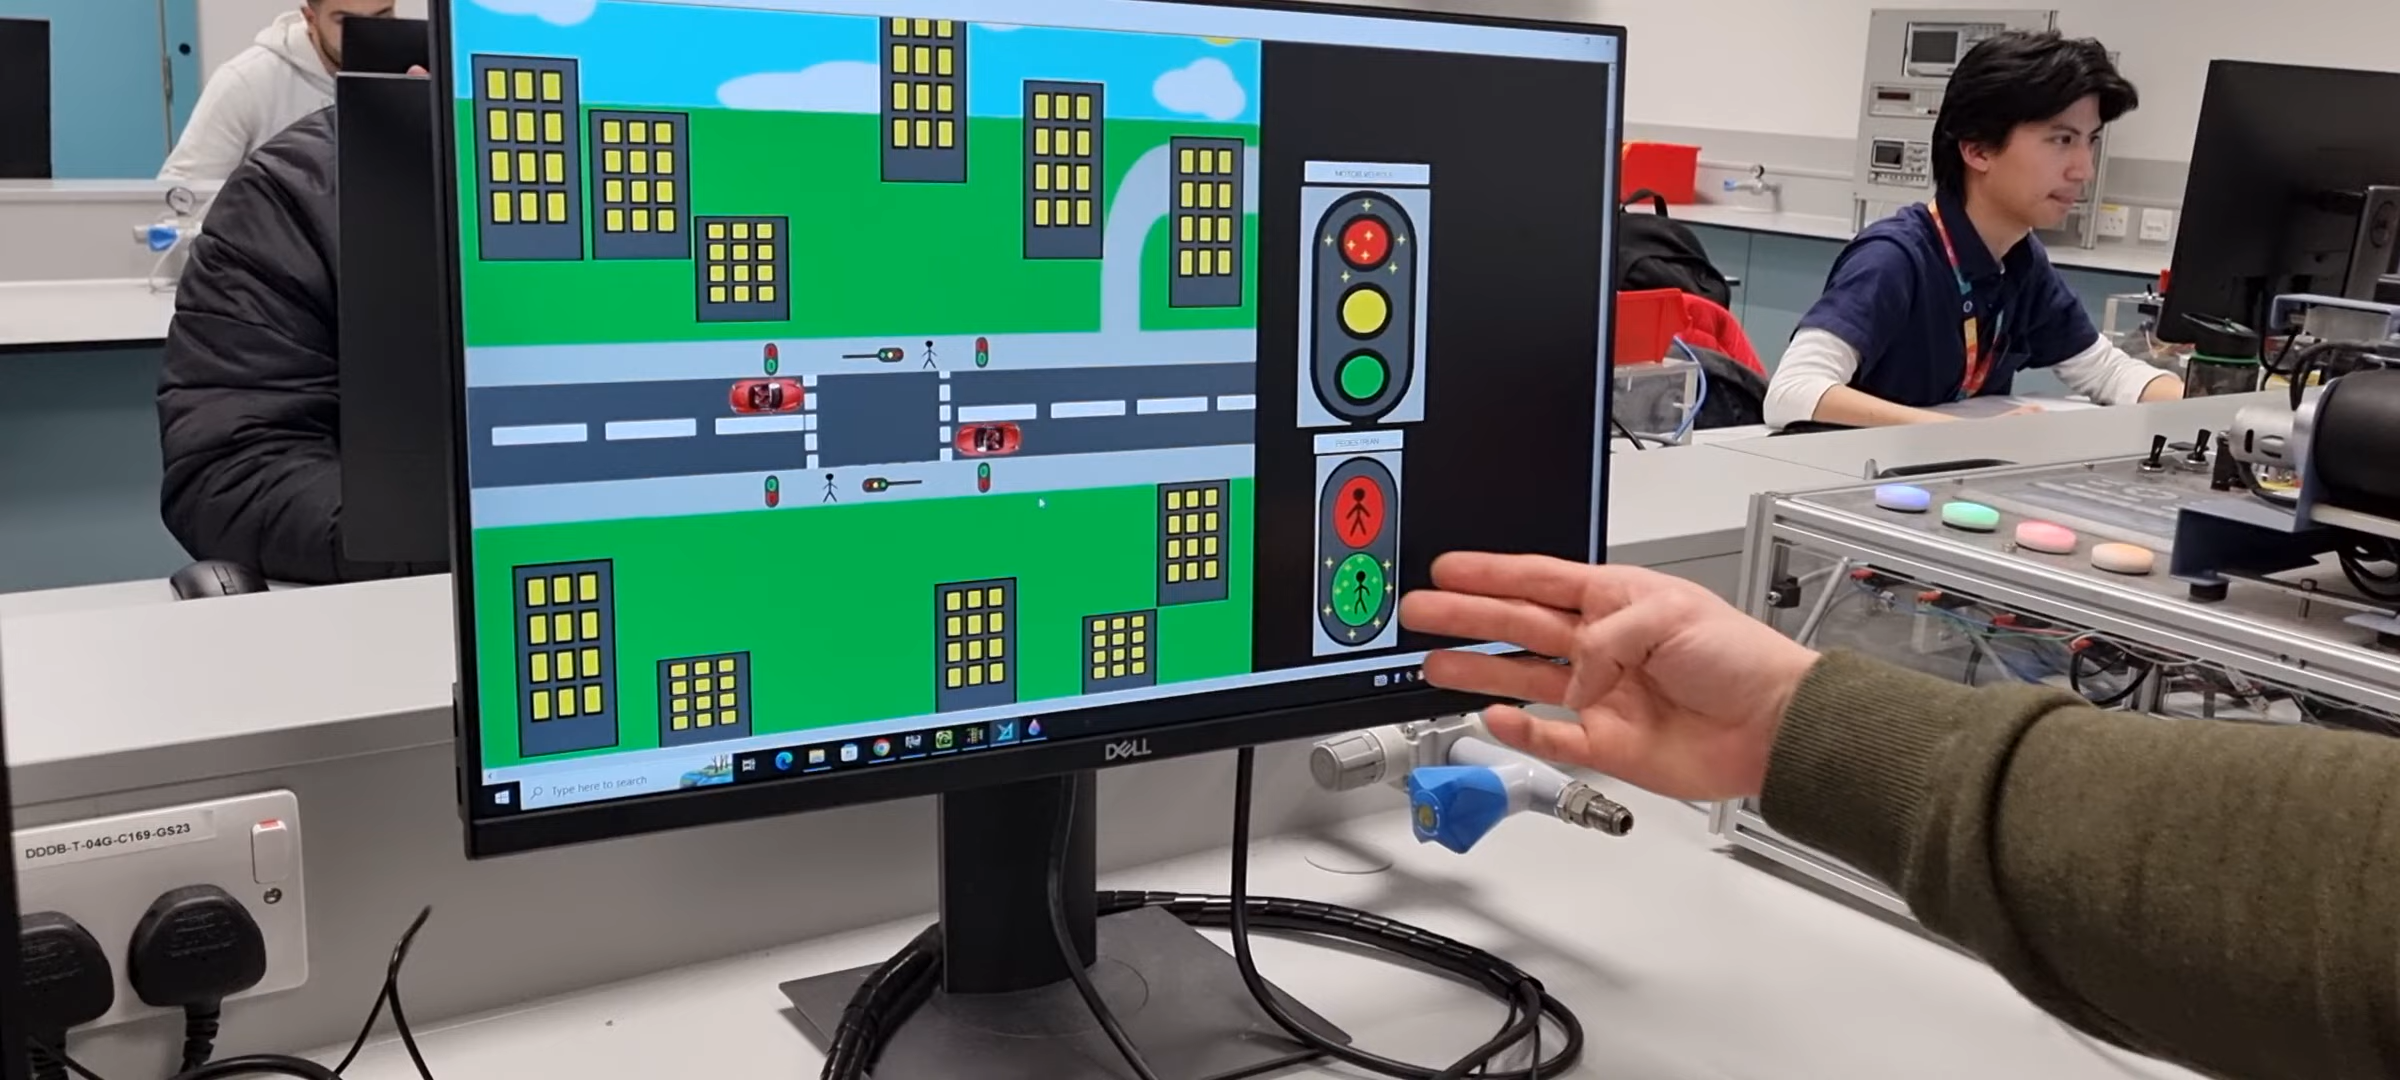 MOTOR VEHICLE
PEDESTRIAN
Type here to search
DELL
DDDB-T-04G-C169-GS23